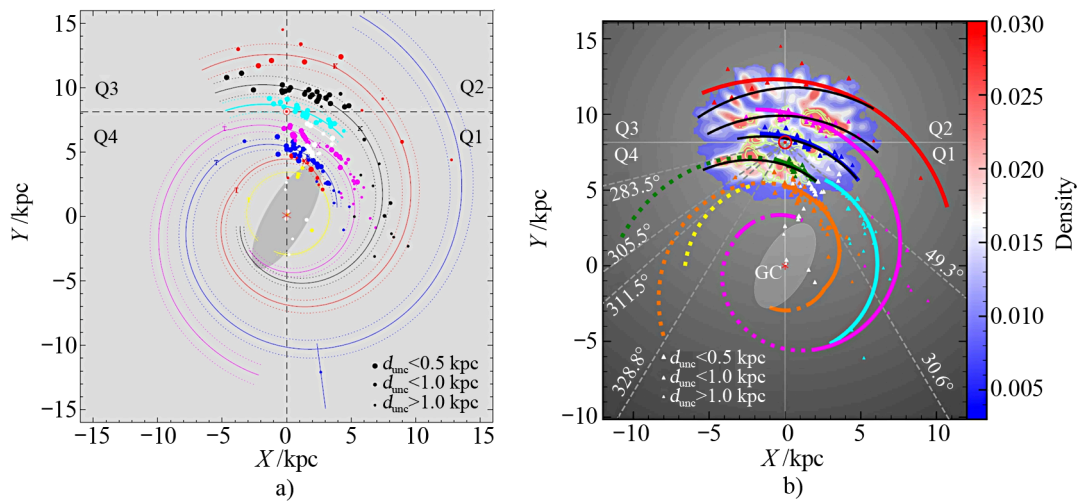 15
10
5
0
−5
−10
−15
Y /kpc
Q3
Q2
Q4
Q1
K
K
T
T
I
d_unc<0.5 kpc
d_unc<1.0 kpc
d_unc>1.0 kpc
−15
−10
−5
0
5
10
15
X /kpc
a)
15
10
5
0
−5
−10
Y /kpc
Q3
Q2
Q4
Q1
283.5°
305.5°
311.5°
328.8°
49.3°
30.6°
GC
d_unc<0.5 kpc
d_unc<1.0 kpc
d_unc>1.0 kpc
−10
−5
0
5
10
X /kpc
b)
0.030
0.025
0.020
0.015
0.010
0.005
Density